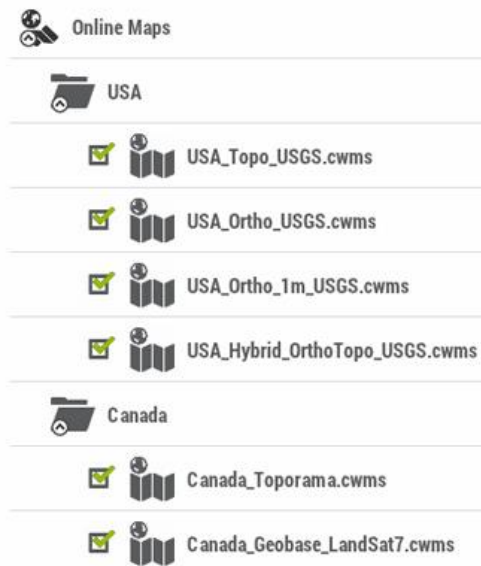 Online Maps
USA
USA_Topo_USGS.cwms
USA_Ortho_USGS.cwms
USA_Ortho_1m_USGS.cwms
USA_Hybrid_OrthoTopo_USGS.cwms
Canada
Canada_Toporama.cwms
Canada_Geobase_LandSat7.cwms